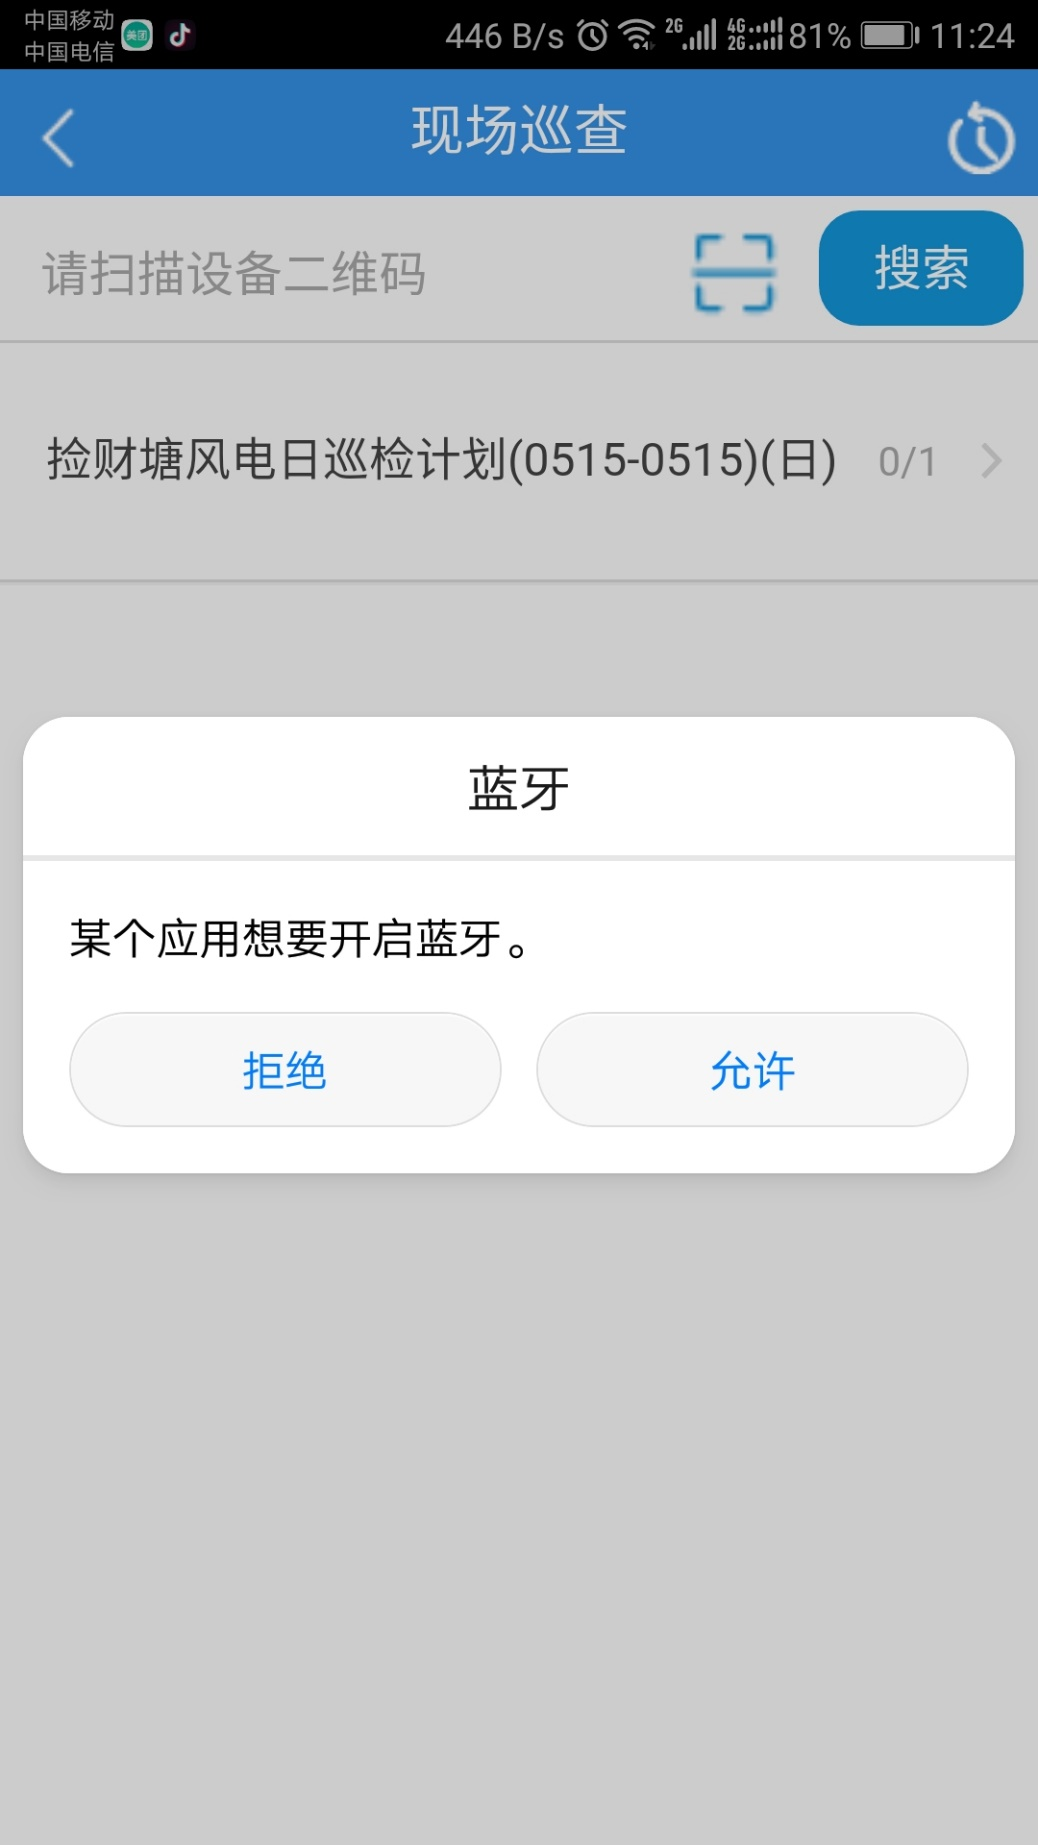 中国移动
中国电信
美团
446 B/s 2G 4G 2G 81% 11:24
现场巡查
请扫描设备二维码
搜索
捡财塘风电日巡检计划(0515-0515)(日) 0/1
蓝牙
某个应用想要开启蓝牙。
拒绝 允许